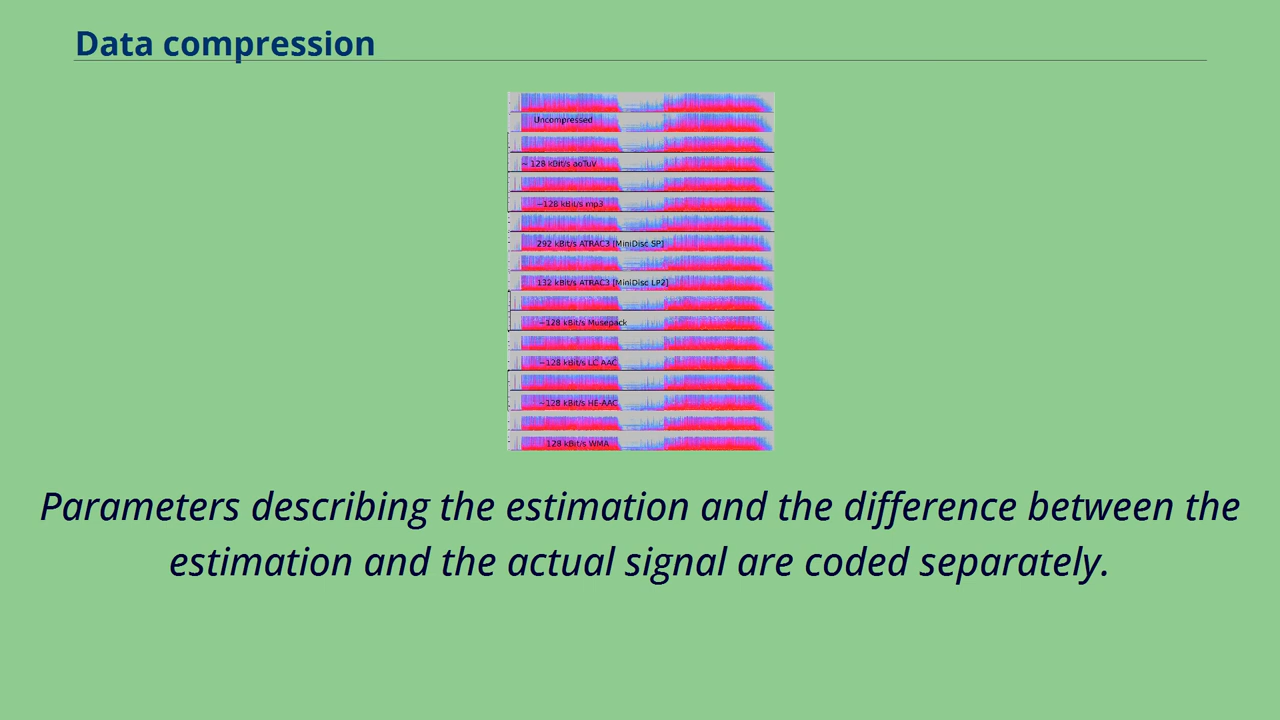 Data compression
Uncompressed
~ 128 kBit/s aoTuV
~128 kBit/s mp3
292 kBit/s ATRAC3 [MiniDisc SP]
132 kBit/s ATRAC3 [MiniDisc LP2]
~128 kBit/s Musepack
~128 kBit/s LC AAC
~128 kBit/s HE-AAC
128 kBit/s WMA
Parameters describing the estimation and the difference between the
estimation and the actual signal are coded separately.